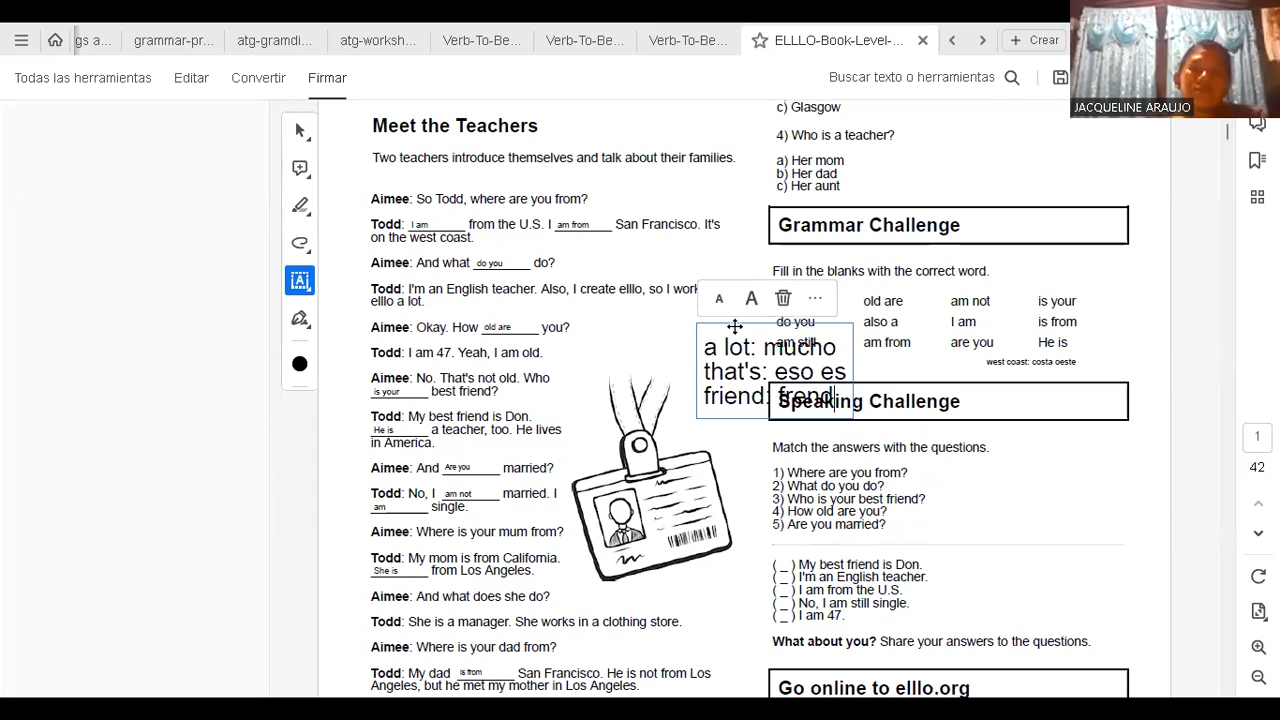 gs a...
grammar-pr...
atg-gramdi...
atg-worksh...
Verb-To-Be...
Verb-To-Be...
Verb-To-Be...
ELLLO-Book-Level-...
Crear
Todas las herramientas
Editar
Convertir
Firmar
Buscar texto o herramientas
JACQUELINE ARAUJO
Meet the Teachers
Two teachers introduce themselves and talk about their families.
Aimee: So Todd, where are you from?
Todd: I am from the U.S. I am from San Francisco. It's
on the west coast.
Aimee: And what do you do?
Todd: I'm an English teacher. Also, I create elllo, so I work
elllo a lot.
Aimee: Okay. How old are you?
Todd: I am 47. Yeah, I am old.
Aimee: No. That's not old. Who
is your best friend?
Todd: My best friend is Don.
He is a teacher, too. He lives
in America.
Aimee: And Are you married?
Todd: No, I am not married. I
am single.
Aimee: Where is your mum from?
Todd: My mom is from California.
She is from Los Angeles.
Aimee: And what does she do?
Todd: She is a manager. She works in a clothing store.
Aimee: Where is your dad from?
Todd: My dad is from San Francisco. He is not from Los
Angeles, but he met my mother in Los Angeles.
A A ...
a lot: mucho
that's: eso es
friend: frend
c) Glasgow
4) Who is a teacher?
a) Her mom
b) Her dad
c) Her aunt
Grammar Challenge
Fill in the blanks with the correct word.
old are am not is your
do you also a I am is from
am still am from are you He is
west coast: costa oeste
Speaking Challenge
Match the answers with the questions.
1) Where are you from?
2) What do you do?
3) Who is your best friend?
4) How old are you?
5) Are you married?
( _ ) My best friend is Don.
( _ ) I'm an English teacher.
( _ ) I am from the U.S.
( _ ) No, I am still single.
( _ ) I am 47.
What about you? Share your answers to the questions.
Go online to elllo.org
1
42